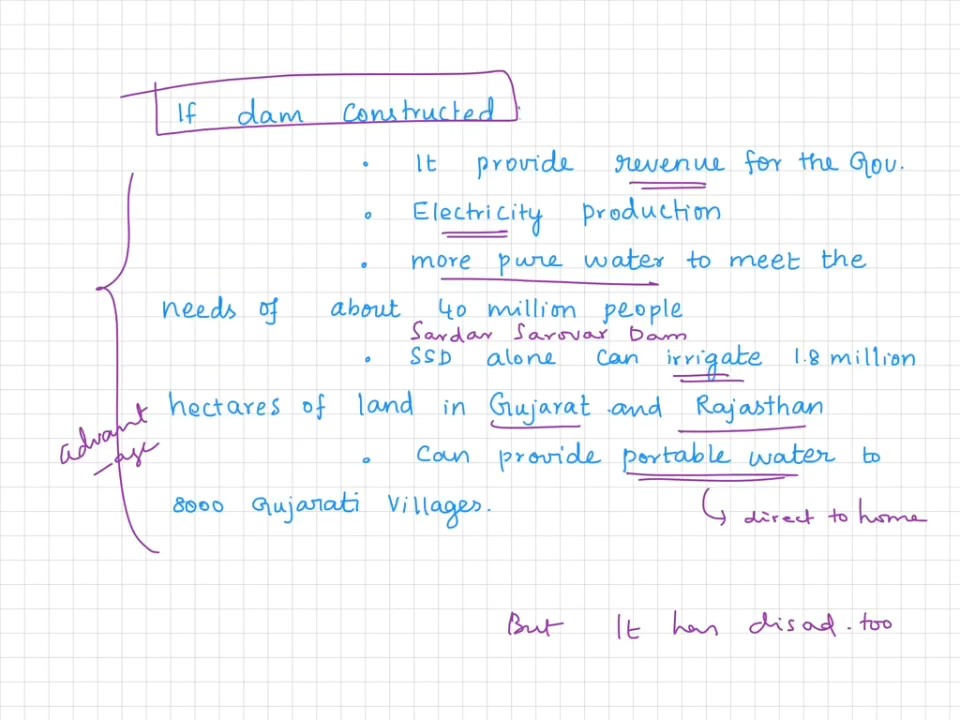 If dam constructed
• It provide revenue for the Gov.
• Electricity production
• more pure water to meet the
needs of about 40 million people
Sardar Sarovar Dam
• SSD alone can irrigate 1.8 million
hectares of land in Gujarat and Rajasthan
advant
-age
• Can provide portable water to
8000 Gujarati Villages.
↳ direct to home
But It has disad. too